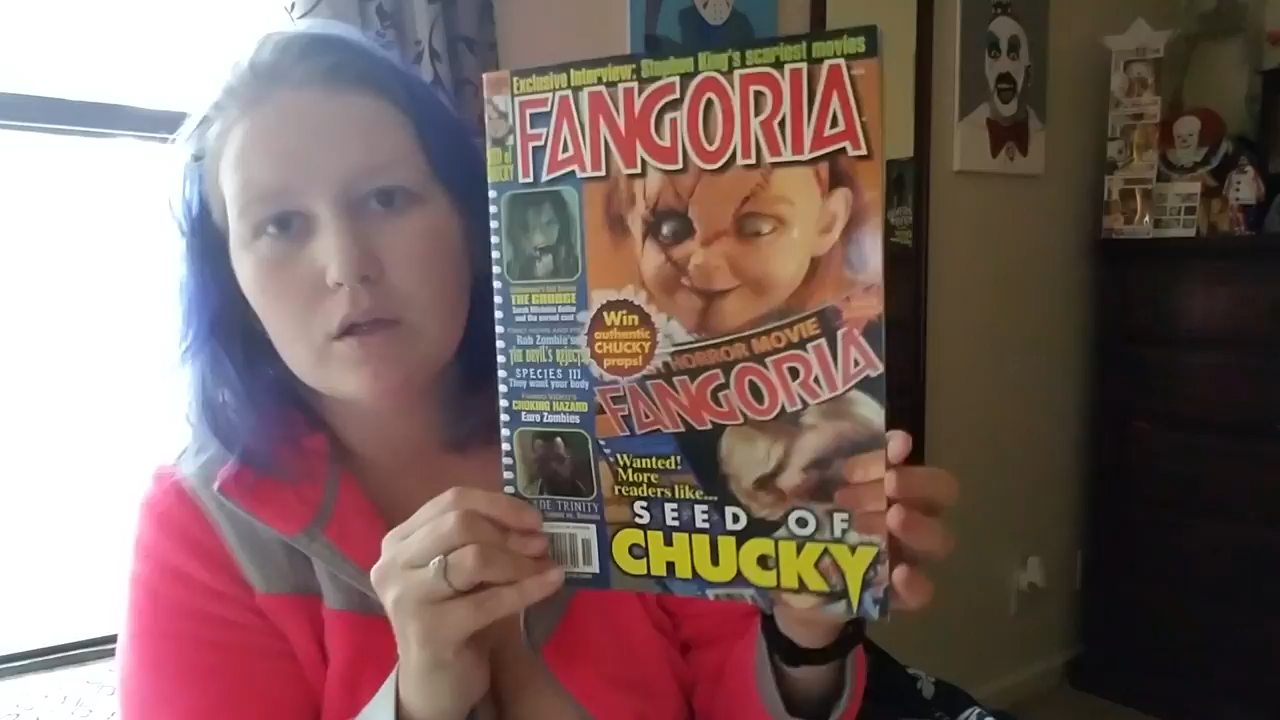 Exclusive Interview: Stephen King's scariest movies
FANGORIA
THE GRUDGE
Sarah Michelle Gellar
and the cursed cast
Rob Zombie's
THE DEVIL'S REJECTS
SPECIES III
They want your body
CHOKING HAZARD
Euro Zombies
ADE TRINITY
Win
authentic
CHUCKY
props!
HORROR MOVIE
FANGORIA
Wanted!
More
readers like...
SEED OF
CHUCKY